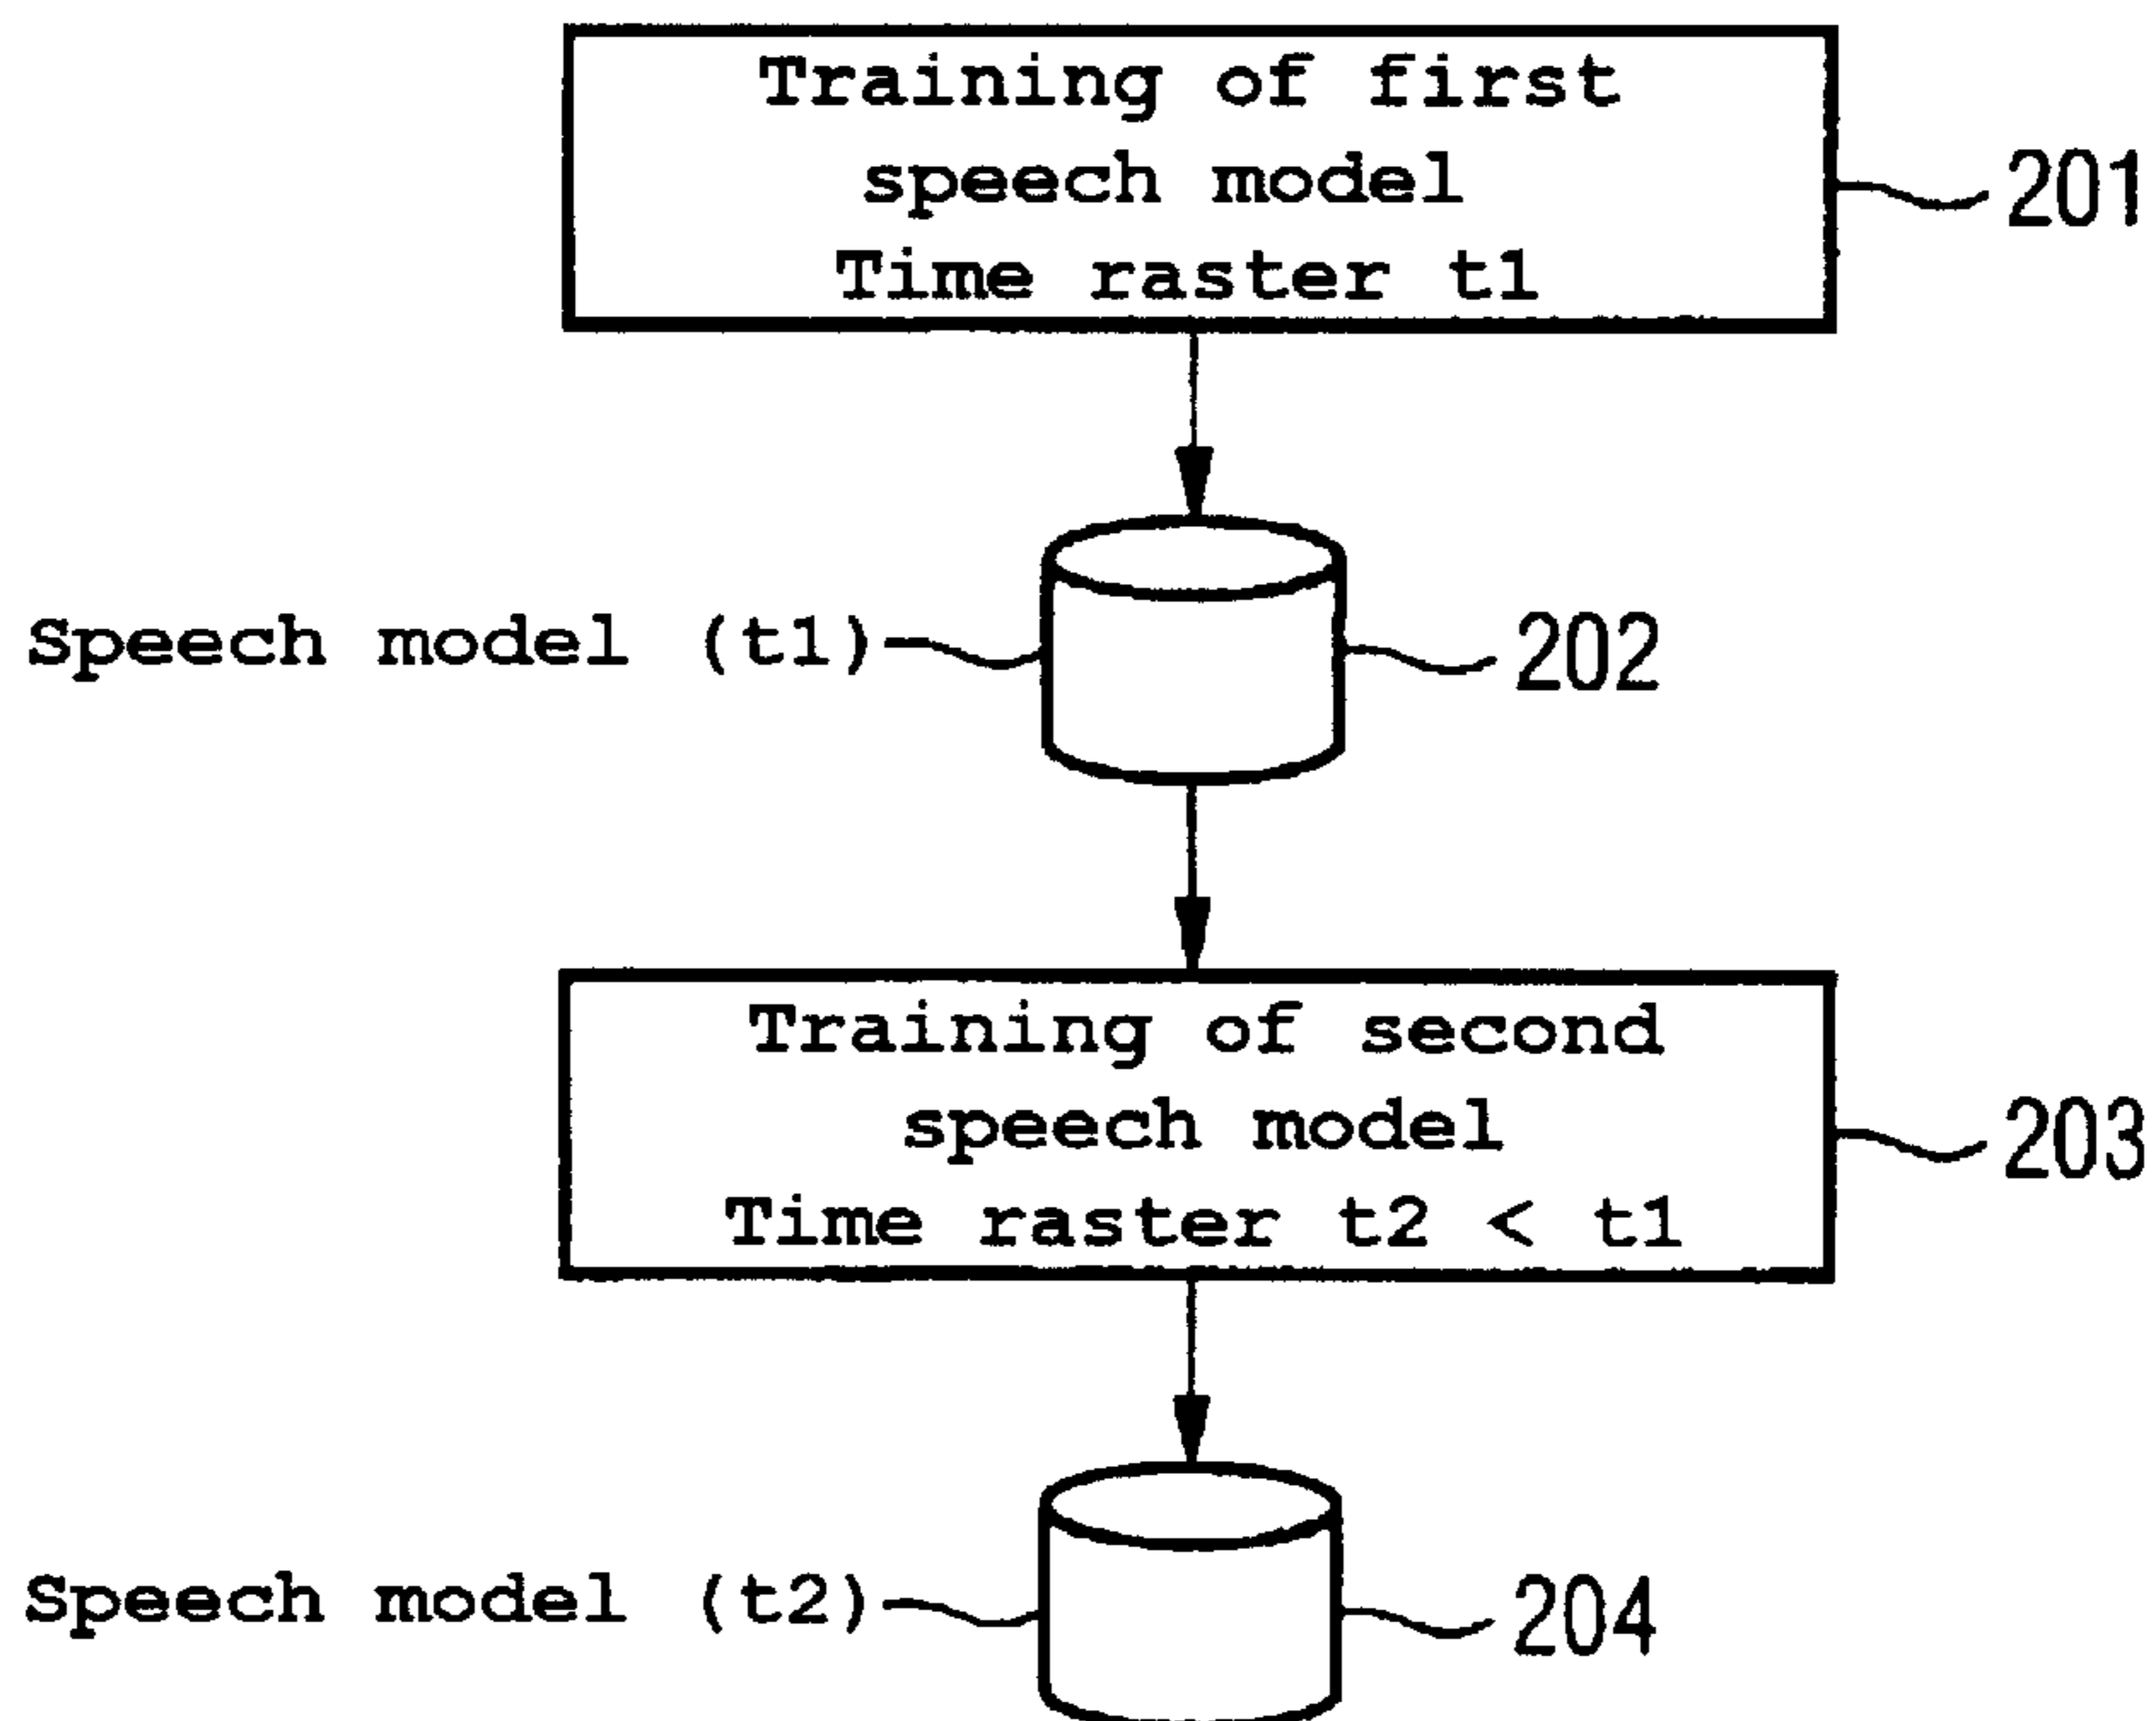 Training of first
speech model
Time raster t1
201
Speech model (t1)
202
Training of second
speech model
Time raster t2 < t1
203
Speech model (t2)
204